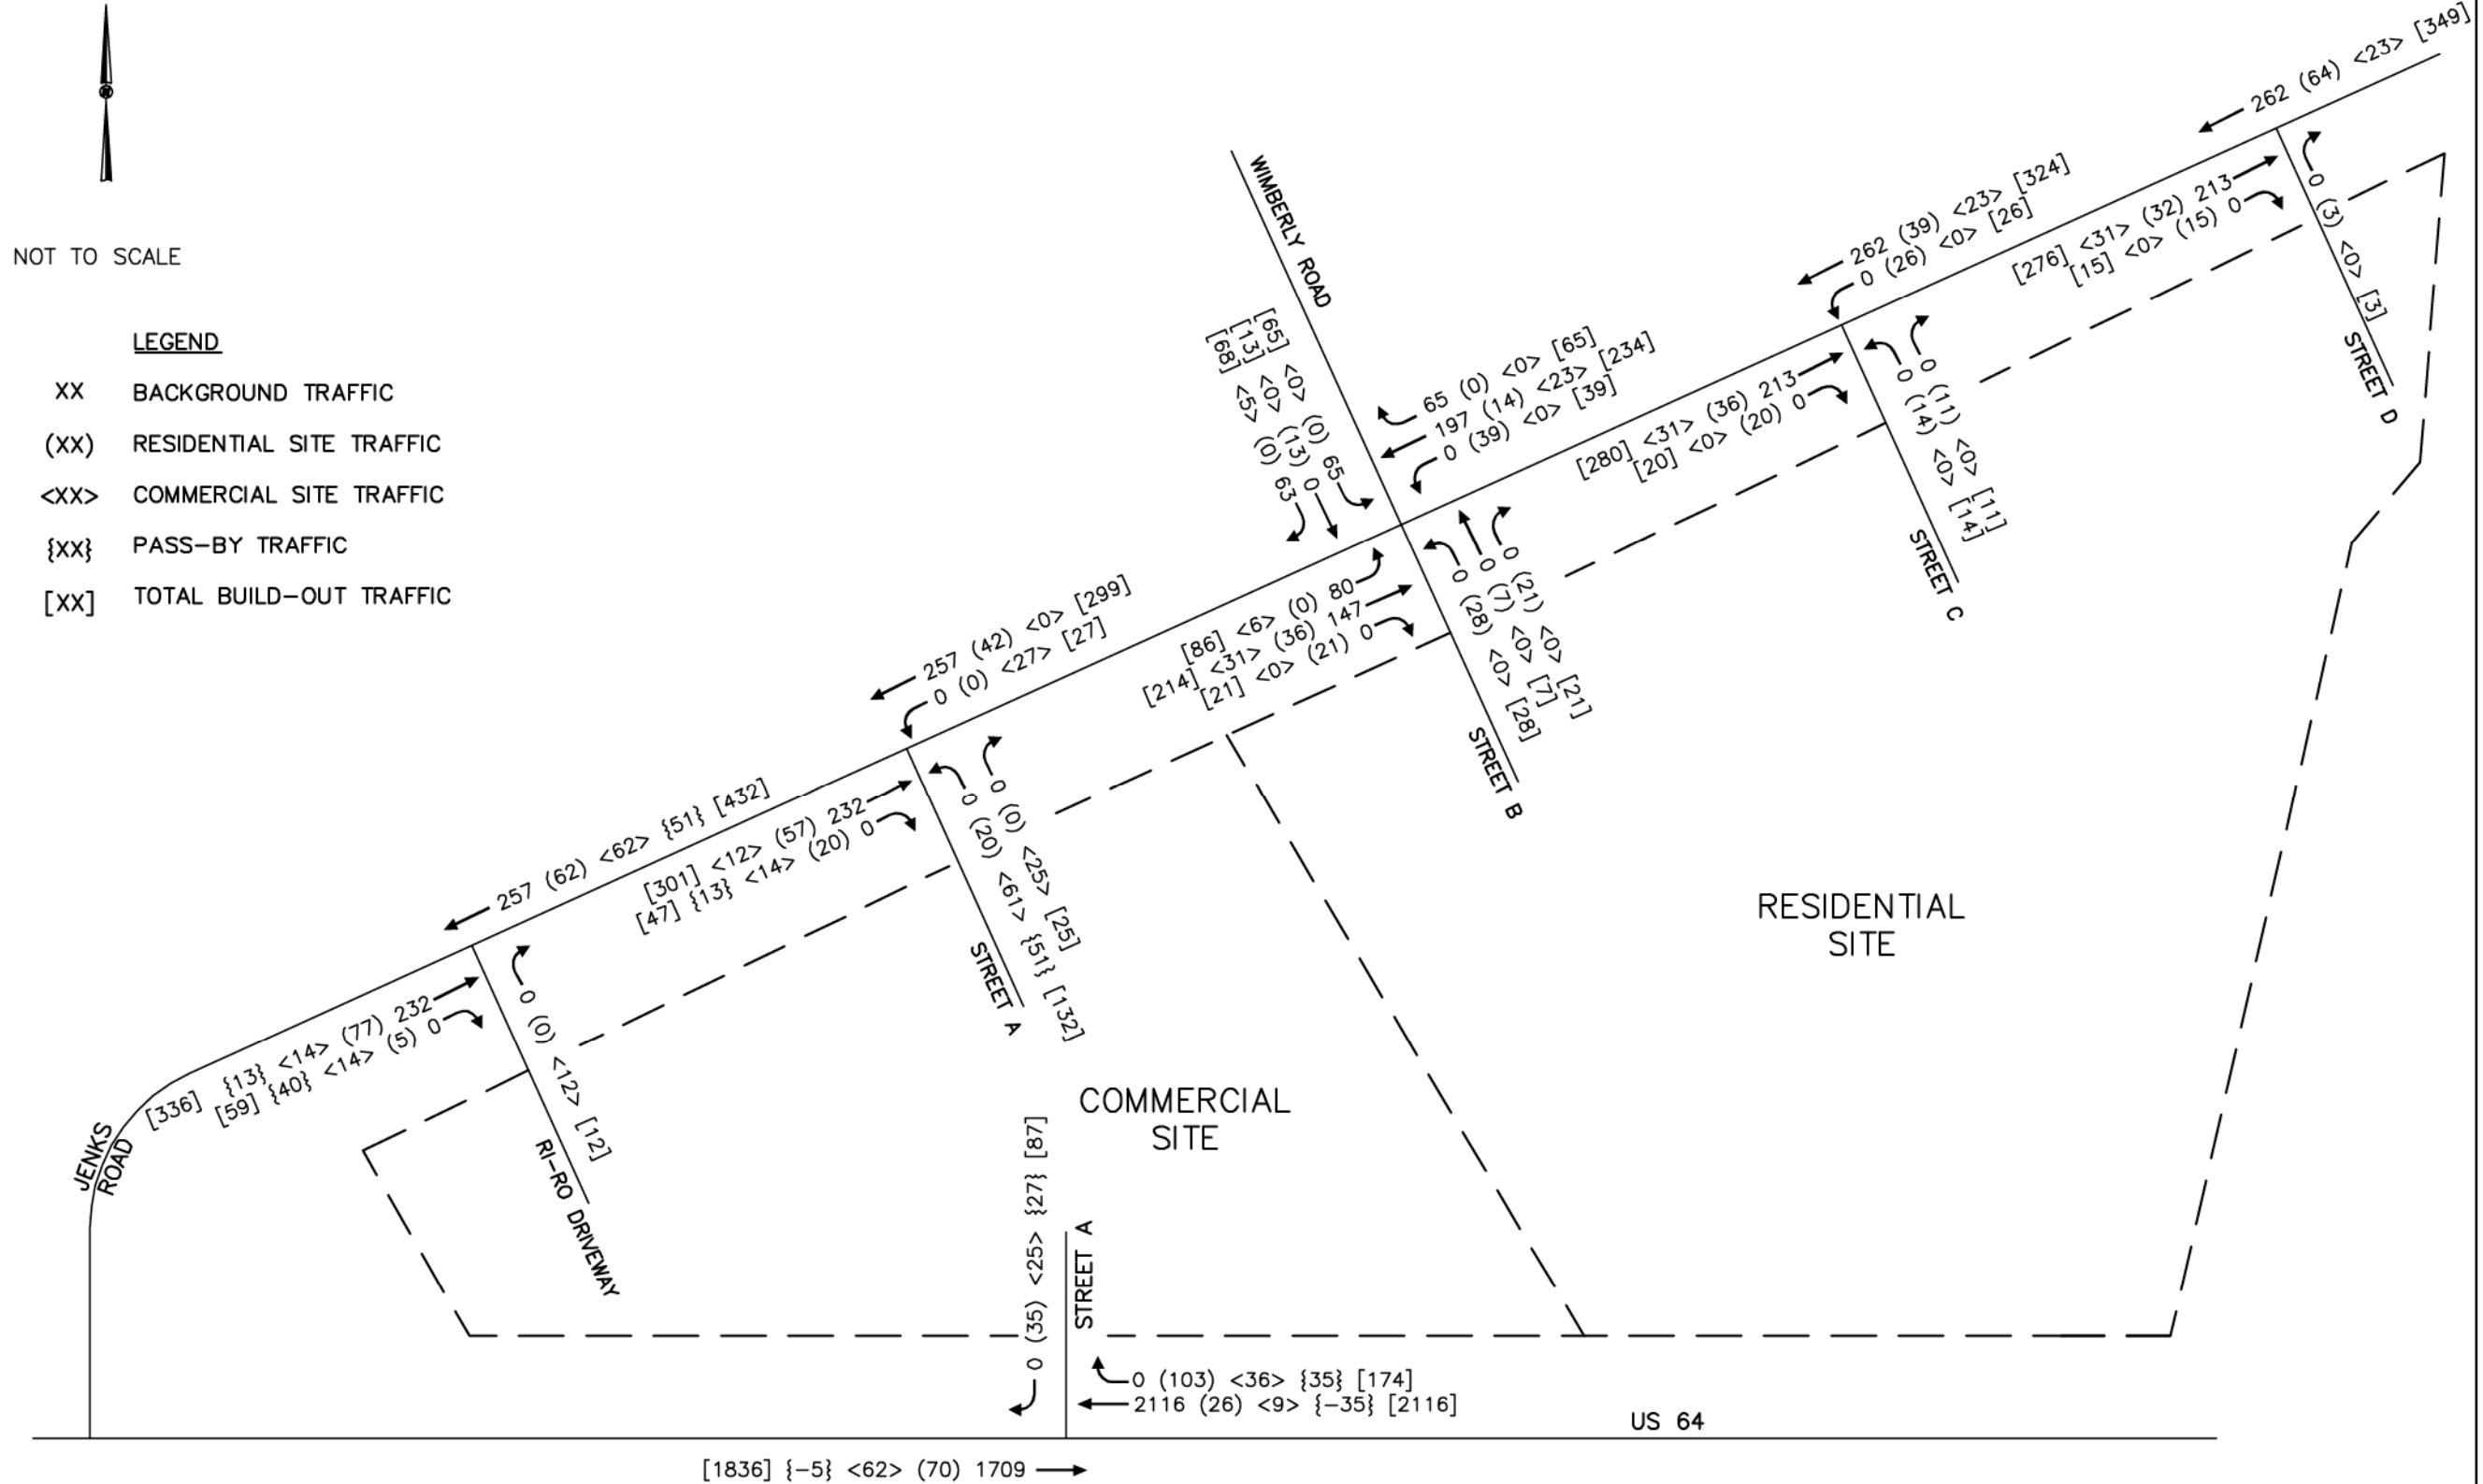 262 (64) <23> [349]
NOT TO SCALE
LEGEND
XX BACKGROUND TRAFFIC
(XX) RESIDENTIAL SITE TRAFFIC
<XX> COMMERCIAL SITE TRAFFIC
{XX} PASS-BY TRAFFIC
[XX] TOTAL BUILD-OUT TRAFFIC
WIMBERLY ROAD
262 (39) <23> [324]
0 (26) <0> [26]
[276] <31> (32) 213
[15] <0> (15) 0
0 (3) <0> [3]
STREET D
[65] <0> (0) 65
[13] <0> (13) 0
[68] <5> (0) 63
65 (0) <0> [65]
197 (14) <23> [234]
0 (39) <0> [39]
[280] <31> (36) 213
[20] <0> (20) 0
0 (11) <0> [11]
0 (14) <0> [14]
STREET C
257 (42) <0> [299]
0 (0) <27> [27]
[86] <6> (0) 80
[214] <31> (36) 147
[21] <0> (21) 0
0 (21) <0> [21]
0 (7) <0> [7]
0 (28) <0> [28]
STREET B
257 (62) <62> {51} [432]
[301] <12> (57) 232
[47] {13} <14> (20) 0
0 (0) <25> [25]
0 (20) <61> {51} [132]
STREET A
RESIDENTIAL
SITE
[336] {13} <14> (77) 232
[59] {40} <14> (5) 0
0 (0) <12> [12]
RI-RO DRIVEWAY
JENKS
ROAD
COMMERCIAL
SITE
0 (35) <25> {27} [87]
STREET A
0 (103) <36> {35} [174]
2116 (26) <9> {-35} [2116]
US 64
[1836] {-5} <62> (70) 1709